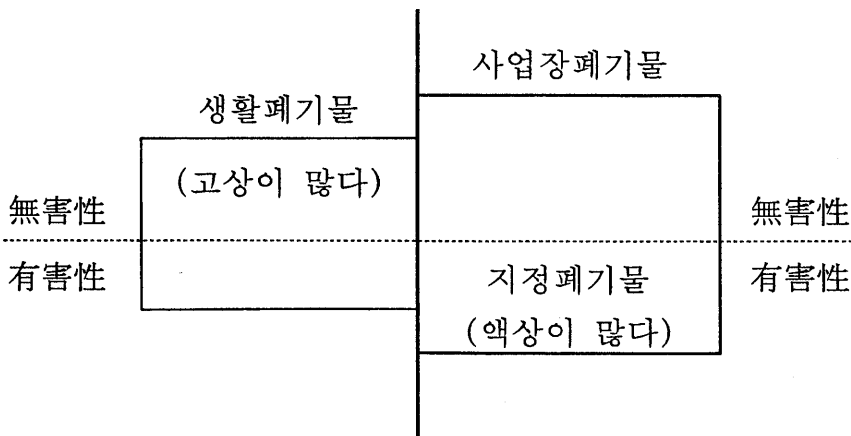 사업장폐기물
생활폐기물
(고상이 많다)
無害性
無害性
有害性
지정폐기물
有害性
(액상이 많다)